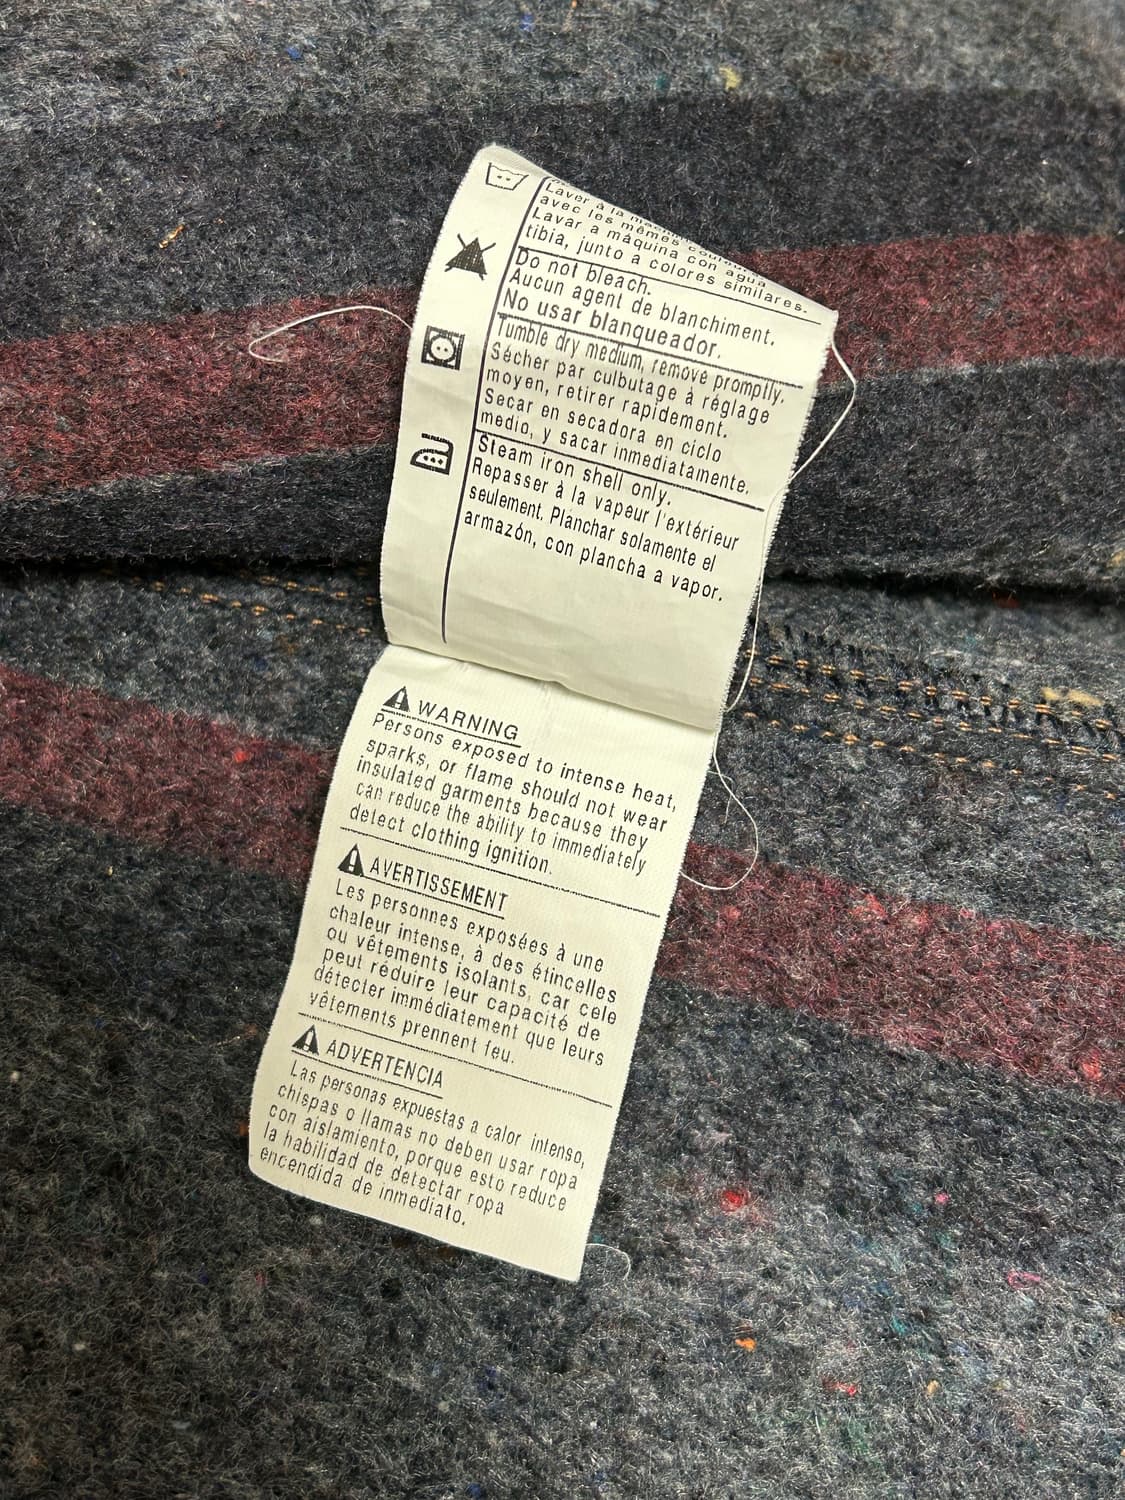 Laver à la
avec les mêmes
Lavar a máquina con agua
tibia, junto a colores similares.
Do not bleach.
Aucun agent de blanchiment.
No usar blanqueador.
Tumble dry medium, remove promptly.
Sécher par culbutage à réglage
moyen, retirer rapidement.
Secar en secadora en ciclo
medio, y sacar inmediatamente.
Steam iron shell only.
Repasser à la vapeur l'extérieur
seulement. Planchar solamente el
armazón, con plancha a vapor.
WARNING
Persons exposed to intense heat,
sparks, or flame should not wear
insulated garments because they
can reduce the ability to immediately
detect clothing ignition.
AVERTISSEMENT
Les personnes exposées à une
chaleur intense, à des étincelles
ou vêtements isolants, car cele
peut réduire leur capacité de
détecter immédiatement que leurs
vêtements prennent feu.
ADVERTENCIA
Las personas expuestas a calor intenso,
chispas o llamas no deben usar ropa
con aislamiento, porque esto reduce
la habilidad de detectar ropa
encendida de inmediato.